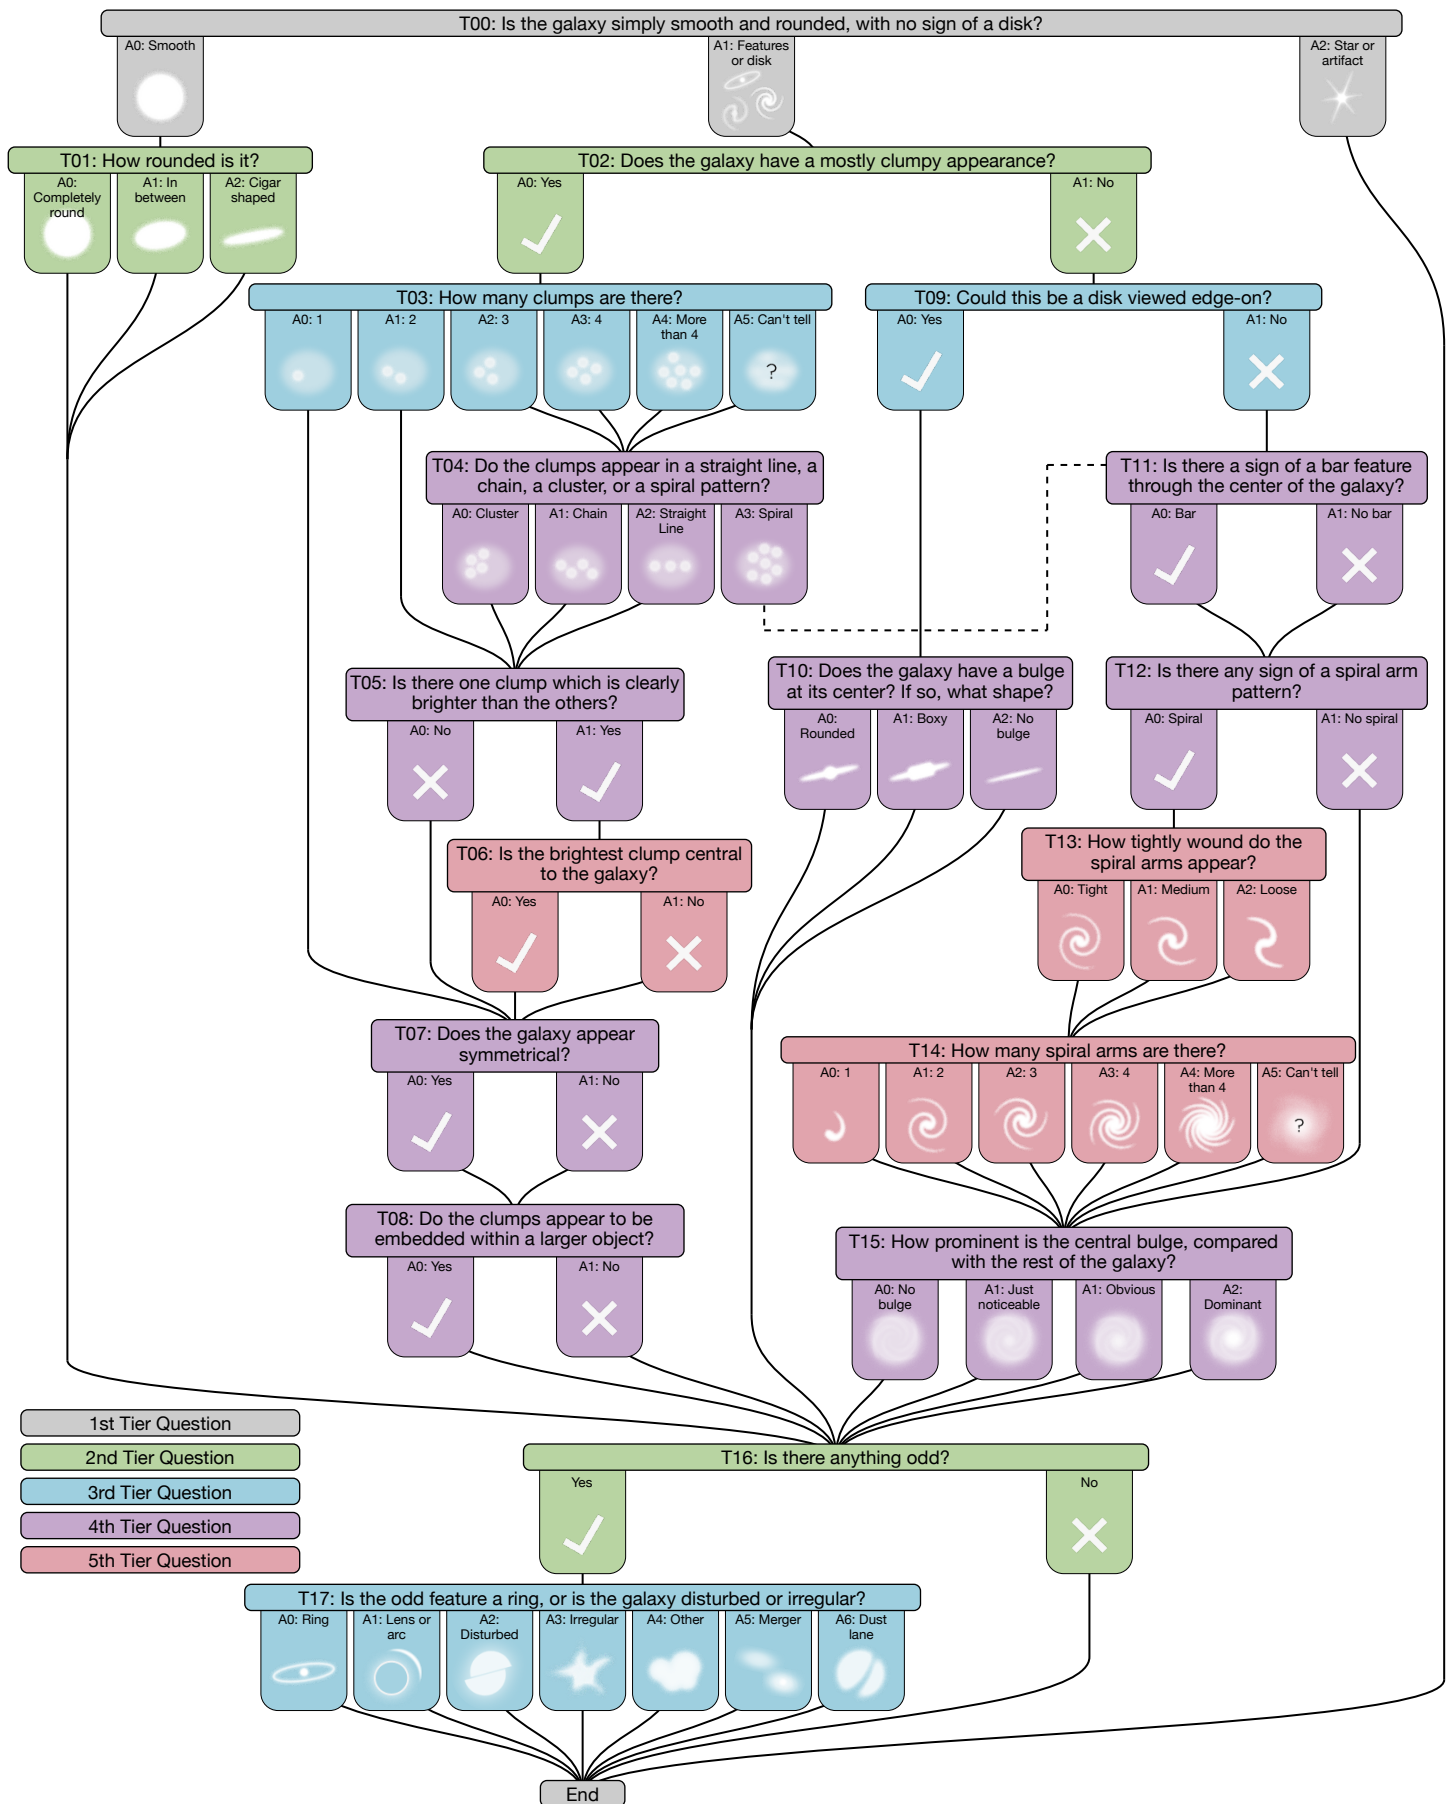 T00: Is the galaxy simply smooth and rounded, with no sign of a disk?
A0: Smooth
A1: Features
or disk
A2: Star or
artifact
T01: How rounded is it?
A0:
Completely
round
A1: In
between
A2: Cigar
shaped
T02: Does the galaxy have a mostly clumpy appearance?
A0: Yes
A1: No
T03: How many clumps are there?
A0: 1
A1: 2
A2: 3
A3: 4
A4: More
than 4
A5: Can't tell
?
T09: Could this be a disk viewed edge-on?
A0: Yes
A1: No
T04: Do the clumps appear in a straight line, a
chain, a cluster, or a spiral pattern?
A0: Cluster
A1: Chain
A2: Straight
Line
A3: Spiral
T11: Is there a sign of a bar feature
through the center of the galaxy?
A0: Bar
A1: No bar
T05: Is there one clump which is clearly
brighter than the others?
A0: No
A1: Yes
T10: Does the galaxy have a bulge
at its center? If so, what shape?
A0:
Rounded
A1: Boxy
A2: No
bulge
T12: Is there any sign of a spiral arm
pattern?
A0: Spiral
A1: No spiral
T06: Is the brightest clump central
to the galaxy?
A0: Yes
A1: No
T13: How tightly wound do the
spiral arms appear?
A0: Tight
A1: Medium
A2: Loose
T07: Does the galaxy appear
symmetrical?
A0: Yes
A1: No
T14: How many spiral arms are there?
A0: 1
A1: 2
A2: 3
A3: 4
A4: More
than 4
A5: Can't tell
?
T08: Do the clumps appear to be
embedded within a larger object?
A0: Yes
A1: No
T15: How prominent is the central bulge, compared
with the rest of the galaxy?
A0: No
bulge
A1: Just
noticeable
A1: Obvious
A2:
Dominant
1st Tier Question
2nd Tier Question
3rd Tier Question
4th Tier Question
5th Tier Question
T16: Is there anything odd?
Yes
No
T17: Is the odd feature a ring, or is the galaxy disturbed or irregular?
A0: Ring
A1: Lens or
arc
A2:
Disturbed
A3: Irregular
A4: Other
A5: Merger
A6: Dust
lane
End